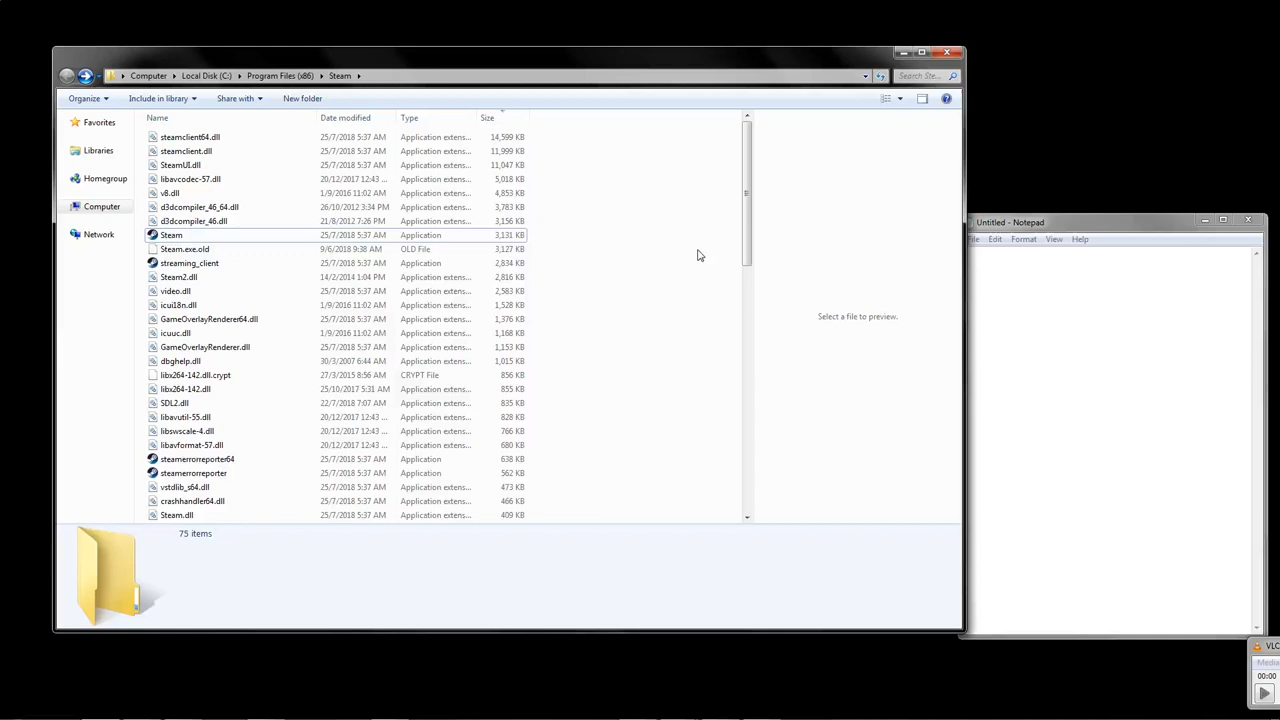 Computer ▸ Local Disk (C:) ▸ Program Files (x86) ▸ Steam ▸
Search Ste...
Organize Include in library Share with New folder
Name Date modified Type Size
Favorites
Libraries
Homegroup
Computer
Network
steamclient64.dll 25/7/2018 5:37 AM Application extens... 14,599 KB
steamclient.dll 25/7/2018 5:37 AM Application extens... 11,999 KB
SteamUI.dll 25/7/2018 5:37 AM Application extens... 11,047 KB
libavcodec-57.dll 20/12/2017 12:43 ... Application extens... 5,018 KB
v8.dll 1/9/2016 11:02 AM Application extens... 4,853 KB
d3dcompiler_46_64.dll 26/10/2012 3:34 PM Application extens... 3,783 KB
d3dcompiler_46.dll 21/8/2012 7:26 PM Application extens... 3,156 KB
Steam 25/7/2018 5:37 AM Application 3,131 KB
Steam.exe.old 9/6/2018 9:38 AM OLD File 3,127 KB
streaming_client 25/7/2018 5:37 AM Application 2,834 KB
Steam2.dll 14/2/2014 1:04 PM Application extens... 2,816 KB
video.dll 25/7/2018 5:37 AM Application extens... 2,583 KB
icui18n.dll 1/9/2016 11:02 AM Application extens... 1,528 KB
GameOverlayRenderer64.dll 25/7/2018 5:37 AM Application extens... 1,376 KB
icuuc.dll 1/9/2016 11:02 AM Application extens... 1,168 KB
GameOverlayRenderer.dll 25/7/2018 5:37 AM Application extens... 1,153 KB
dbghelp.dll 30/3/2007 6:44 AM Application extens... 1,015 KB
libx264-142.dll.crypt 27/3/2015 8:56 AM CRYPT File 856 KB
libx264-142.dll 25/10/2017 5:31 AM Application extens... 855 KB
SDL2.dll 22/7/2018 7:07 AM Application extens... 835 KB
libavutil-55.dll 20/12/2017 12:43 ... Application extens... 828 KB
libswscale-4.dll 20/12/2017 12:43 ... Application extens... 766 KB
libavformat-57.dll 20/12/2017 12:43 ... Application extens... 680 KB
steamerrorreporter64 25/7/2018 5:37 AM Application 638 KB
steamerrorreporter 25/7/2018 5:37 AM Application 562 KB
vstdlib_s64.dll 25/7/2018 5:37 AM Application extens... 473 KB
crashhandler64.dll 25/7/2018 5:37 AM Application extens... 466 KB
Steam.dll 25/7/2018 5:37 AM Application extens... 409 KB
Select a file to preview.
75 items
Untitled - Notepad
File Edit Format View Help
VLC
Media
00:00